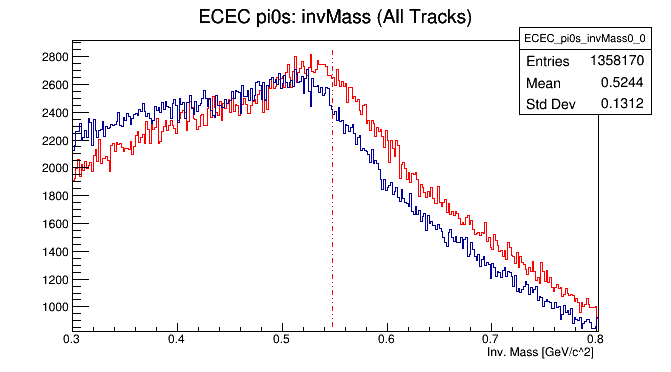 ECEC pi0s: invMass (All Tracks)
ECEC_pi0s_invMass0_0
Entries 1358170
Mean 0.5244
Std Dev 0.1312
2800
2600
2400
2200
2000
1800
1600
1400
1200
1000
0.3 0.4 0.5 0.6 0.7 0.8
Inv. Mass [GeV/c^2]